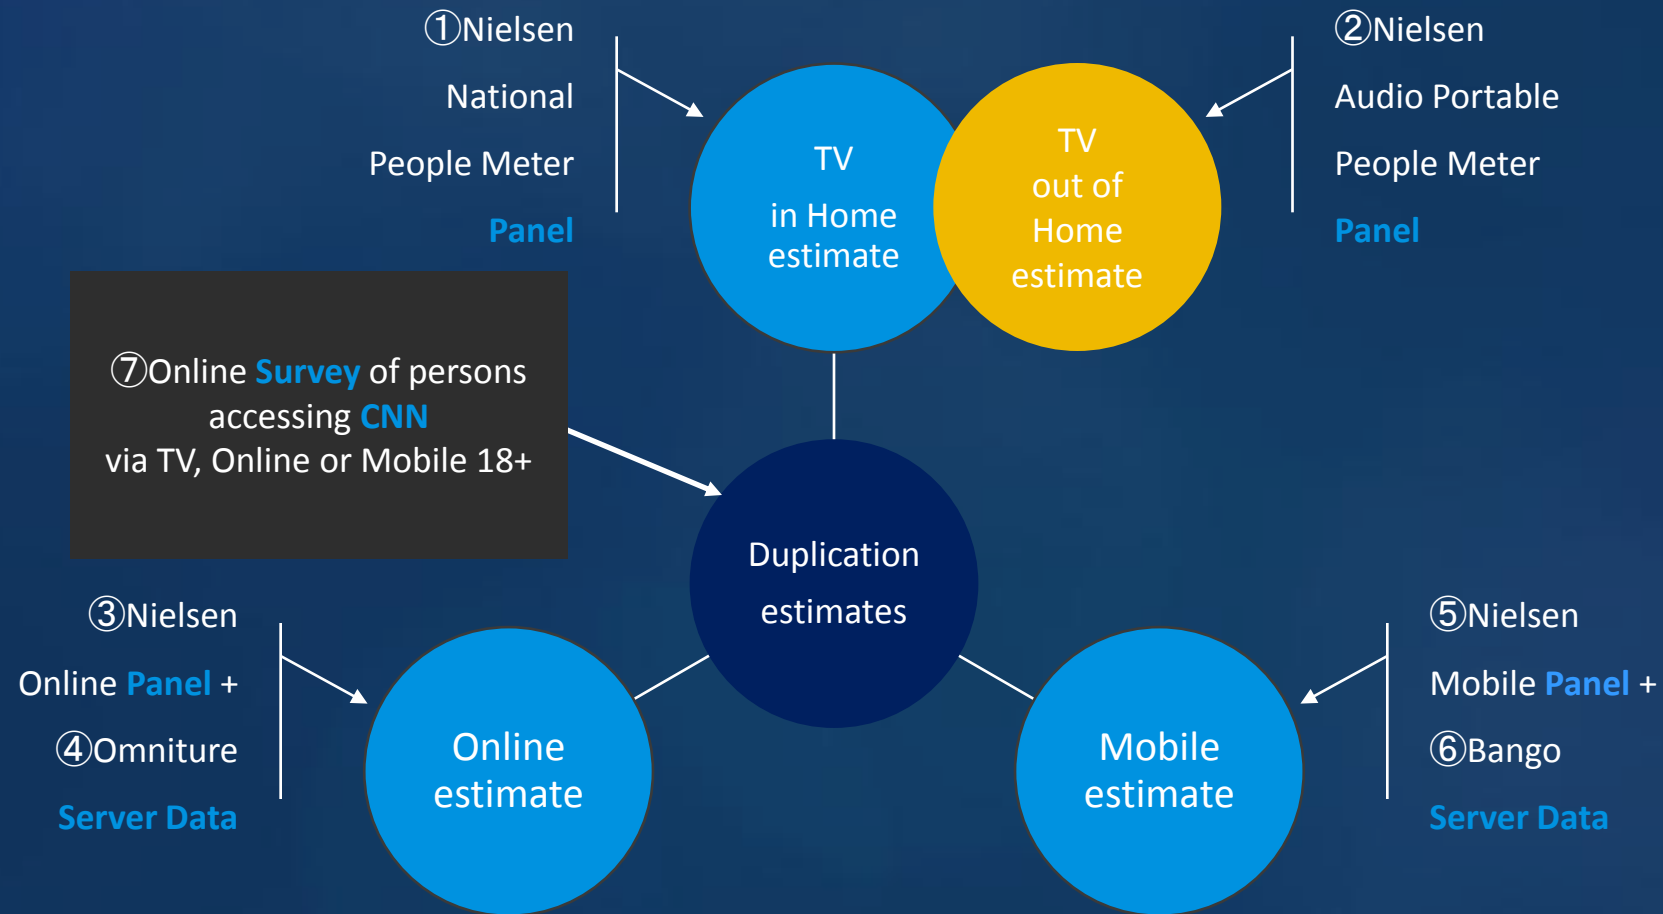 ①Nielsen
National
People Meter
Panel
②Nielsen
Audio Portable
People Meter
Panel
TV
in Home
estimate
TV
out of
Home
estimate
⑦Online Survey of persons
accessing CNN
via TV, Online or Mobile 18+
Duplication
estimates
③Nielsen
Online Panel +
④Omniture
Server Data
Online
estimate
Mobile
estimate
⑤Nielsen
Mobile Panel +
⑥Bango
Server Data